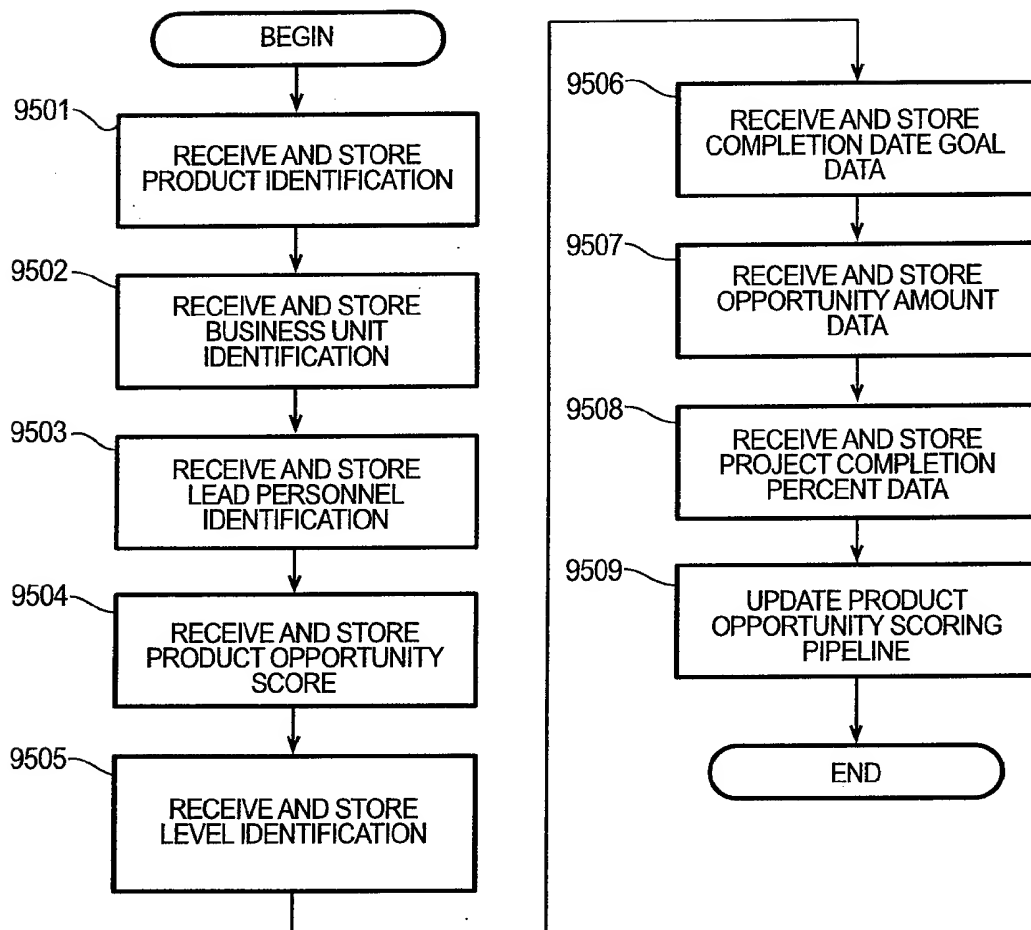 BEGIN
9501
RECEIVE AND STORE
PRODUCT IDENTIFICATION
9502
RECEIVE AND STORE
BUSINESS UNIT
IDENTIFICATION
9503
RECEIVE AND STORE
LEAD PERSONNEL
IDENTIFICATION
9504
RECEIVE AND STORE
PRODUCT OPPORTUNITY
SCORE
9505
RECEIVE AND STORE
LEVEL IDENTIFICATION
9506
RECEIVE AND STORE
COMPLETION DATE GOAL
DATA
9507
RECEIVE AND STORE
OPPORTUNITY AMOUNT
DATA
9508
RECEIVE AND STORE
PROJECT COMPLETION
PERCENT DATA
9509
UPDATE PRODUCT
OPPORTUNITY SCORING
PIPELINE
END